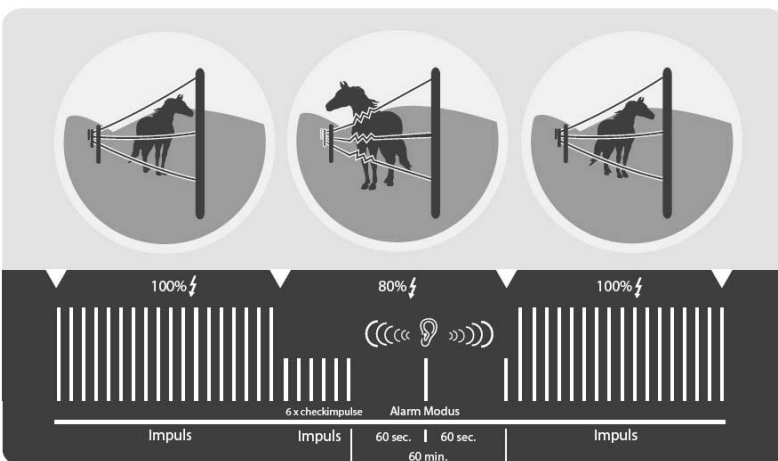 100%
80%
100%
6 x checkimpulse
Alarm Modus
Impuls
Impuls
60 sec.
60 sec.
Impuls
60 min.